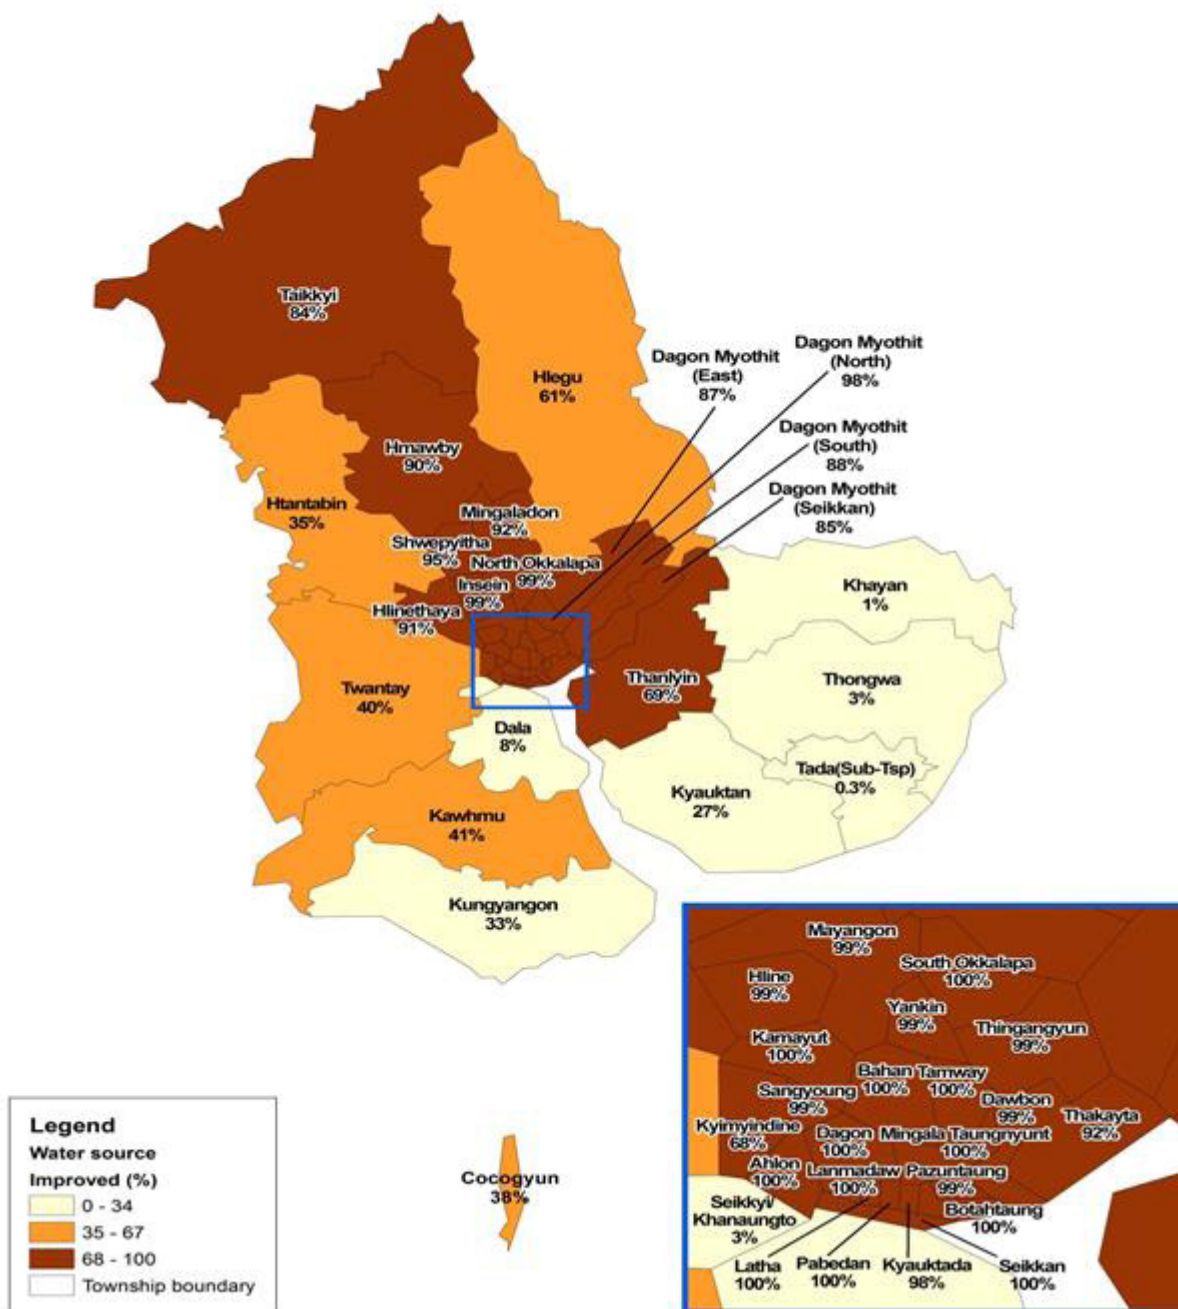 Taikkyi
84%
Hlegu
61%
Dagon Myothit
(East)
87%
Dagon Myothit
(North)
98%
Dagon Myothit
(South)
88%
Dagon Myothit
(Seikkan)
85%
Hmawby
90%
Htantabin
35%
Mingaladon
92%
Shwepyitha
95%
North Okkalapa
99%
Insein
99%
Hlinethaya
91%
Khayan
1%
Thongwa
3%
Thanlyin
69%
Twantay
40%
Dala
8%
Tada(Sub-Tsp)
0.3%
Kyauktan
27%
Kawhmu
41%
Kungyangon
33%
Cocogyun
38%
Mayangon
99%
South Okkalapa
100%
Hline
99%
Yankin
99%
Thingangyun
99%
Kamayut
100%
Bahan
100%
Tamway
100%
Sangyoung
99%
Dawbon
99%
Thakayta
92%
Kyimyindine
68%
Dagon
100%
Mingala Taungnyunt
100%
Ahlon
100%
Lanmadaw
100%
Pazuntaung
99%
Seikkyi/
Khanaungto
3%
Botahtaung
100%
Latha
100%
Pabedan
100%
Kyauktada
98%
Seikkan
100%
Legend
Water source
Improved (%)
0 - 34
35 - 67
68 - 100
Township boundary